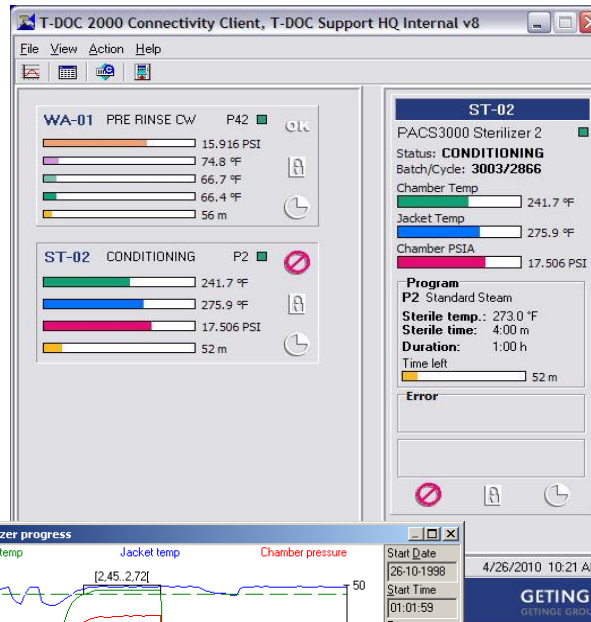 T-DOC 2000 Connectivity Client, T-DOC Support HQ Internal v8
File View Action Help
WA-01 PRE RINSE CW P42
OK
15.916 PSI
74.8 °F
66.7 °F
66.4 °F
56 m
ST-02 CONDITIONING P2
241.7 °F
275.9 °F
17.506 PSI
52 m
ST-02
PACS3000 Sterilizer 2
Status: CONDITIONING
Batch/Cycle: 3003/2866
Chamber Temp
241.7 °F
Jacket Temp
275.9 °F
Chamber PSIA
17.506 PSI
Program
P2 Standard Steam
Sterile temp.: 273.0 °F
Sterile time: 4:00 m
Duration: 1:00 h
Time left
52 m
Error
zer progress
temp Jacket temp Chamber pressure
[2,45..2,72[
50
Start Date
26-10-1998
Start Time
01:01:59
4/26/2010 10:21 A
GETING
GETINGE GROU